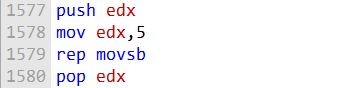 1577 push edx
1578 mov edx,5
1579 rep movsb
1580 pop edx